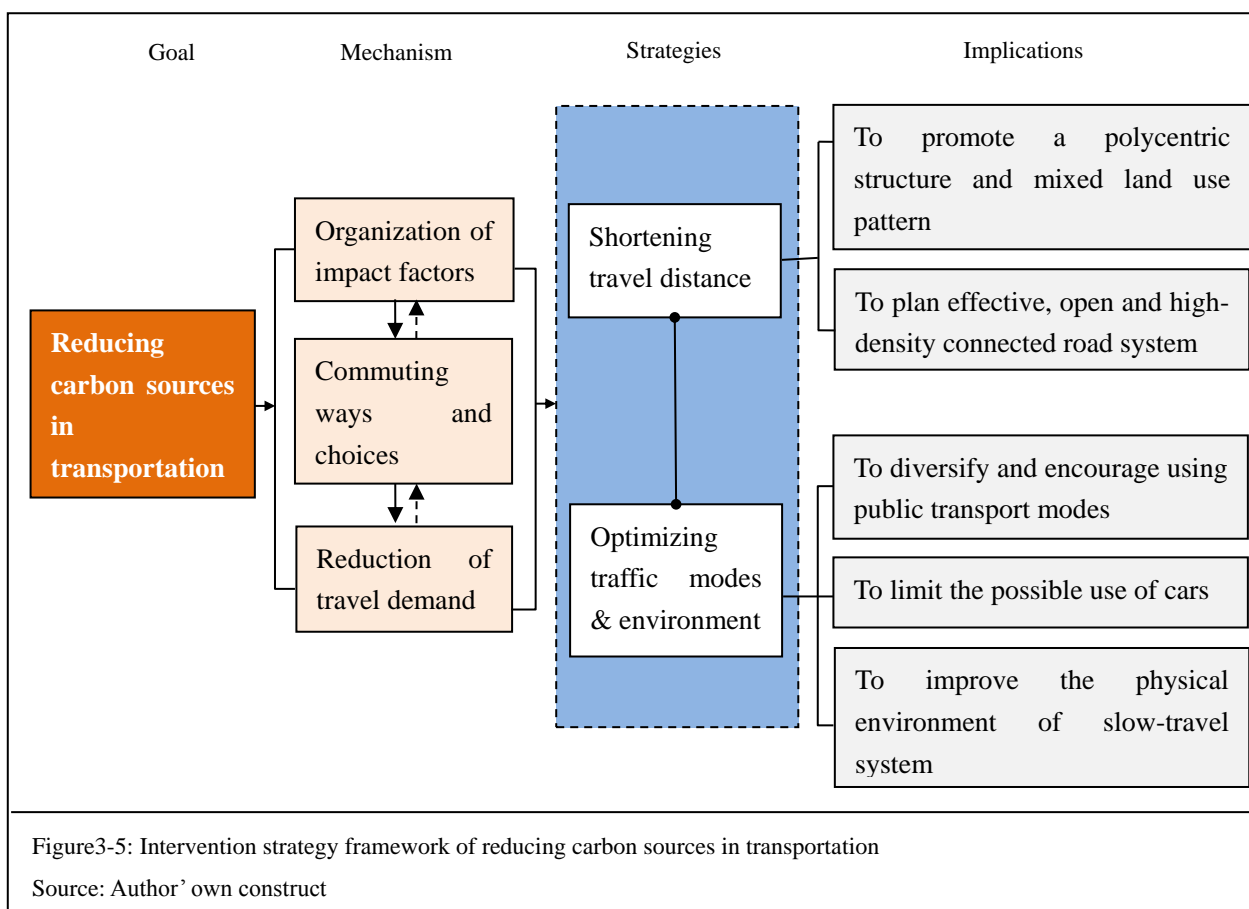 Goal
Mechanism
Strategies
Implications
Reducing
carbon sources
in
transportation
Organization of
impact factors
Commuting
ways and
choices
Reduction of
travel demand
Shortening
travel distance
Optimizing
traffic modes
& environment
To promote a polycentric
structure and mixed land use
pattern
To plan effective, open and high-
density connected road system
To diversify and encourage using
public transport modes
To limit the possible use of cars
To improve the physical
environment of slow-travel
system
Figure3-5: Intervention strategy framework of reducing carbon sources in transportation
Source: Author’ own construct